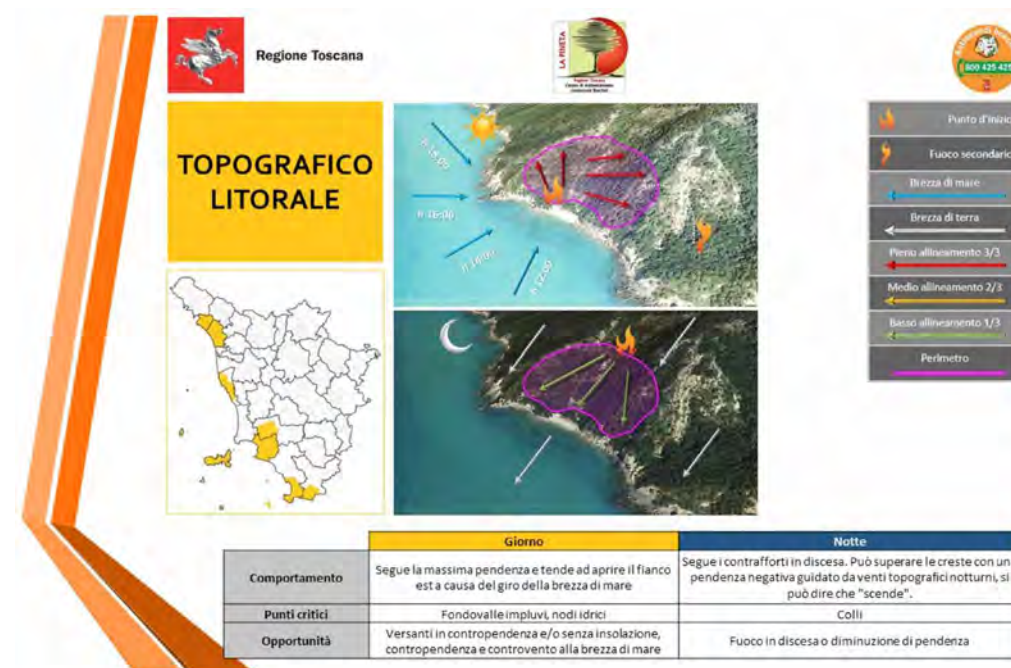 Regione Toscana
LA PINETA
Regione Toscana
800 425 425
TOPOGRAFICO
LITORALE
h 15:00
h 16:00
h 12:00
Punto d'inizio
Fuoco secondario
Brezza di mare
Brezza di terra
Pieno allineamento 3/3
Medio allineamento 2/3
Basso allineamento 1/3
Perimetro
Giorno
Notte
Comportamento
Segue la massima pendenza e tende ad aprire il fianco
est a causa del giro della brezza di mare
Segue i contrafforti in discesa. Può superare le creste con un
pendenza negativa guidato da venti topografici notturni, si
può dire che "scende".
Punti critici
Fondovalle impluvi, nodi idrici
Colli
Opportunità
Versanti in contropendenza e/o senza insolazione,
contropendenza e controvento alla brezza di mare
Fuoco in discesa o diminuzione di pendenza